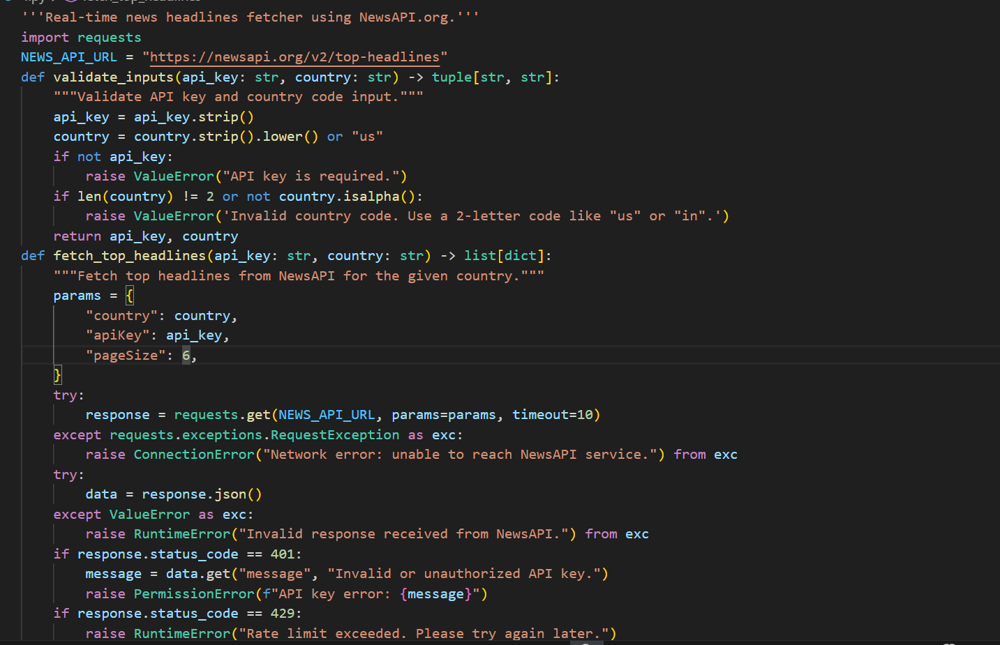 '''Real-time news headlines fetcher using NewsAPI.org.'''
import requests
NEWS_API_URL = "https://newsapi.org/v2/top-headlines"
def validate_inputs(api_key: str, country: str) -> tuple[str, str]:
    """Validate API key and country code input."""
    api_key = api_key.strip()
    country = country.strip().lower() or "us"
    if not api_key:
        raise ValueError("API key is required.")
    if len(country) != 2 or not country.isalpha():
        raise ValueError('Invalid country code. Use a 2-letter code like "us" or "in".')
    return api_key, country
def fetch_top_headlines(api_key: str, country: str) -> list[dict]:
    """Fetch top headlines from NewsAPI for the given country."""
    params = {
        "country": country,
        "apiKey": api_key,
        "pageSize": 6,
    }
    try:
        response = requests.get(NEWS_API_URL, params=params, timeout=10)
    except requests.exceptions.RequestException as exc:
        raise ConnectionError("Network error: unable to reach NewsAPI service.") from exc
    try:
        data = response.json()
    except ValueError as exc:
        raise RuntimeError("Invalid response received from NewsAPI.") from exc
    if response.status_code == 401:
        message = data.get("message", "Invalid or unauthorized API key.")
        raise PermissionError(f"API key error: {message}")
    if response.status_code == 429:
        raise RuntimeError("Rate limit exceeded. Please try again later.")